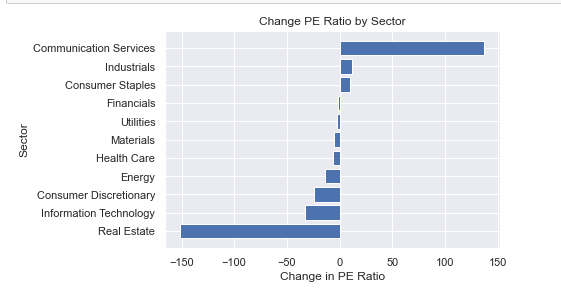 Change PE Ratio by Sector
Communication Services
Industrials
Consumer Staples
Financials
Utilities
Materials
Health Care
Energy
Consumer Discretionary
Information Technology
Real Estate
Sector
−150 −100 −50 0 50 100 150
Change in PE Ratio